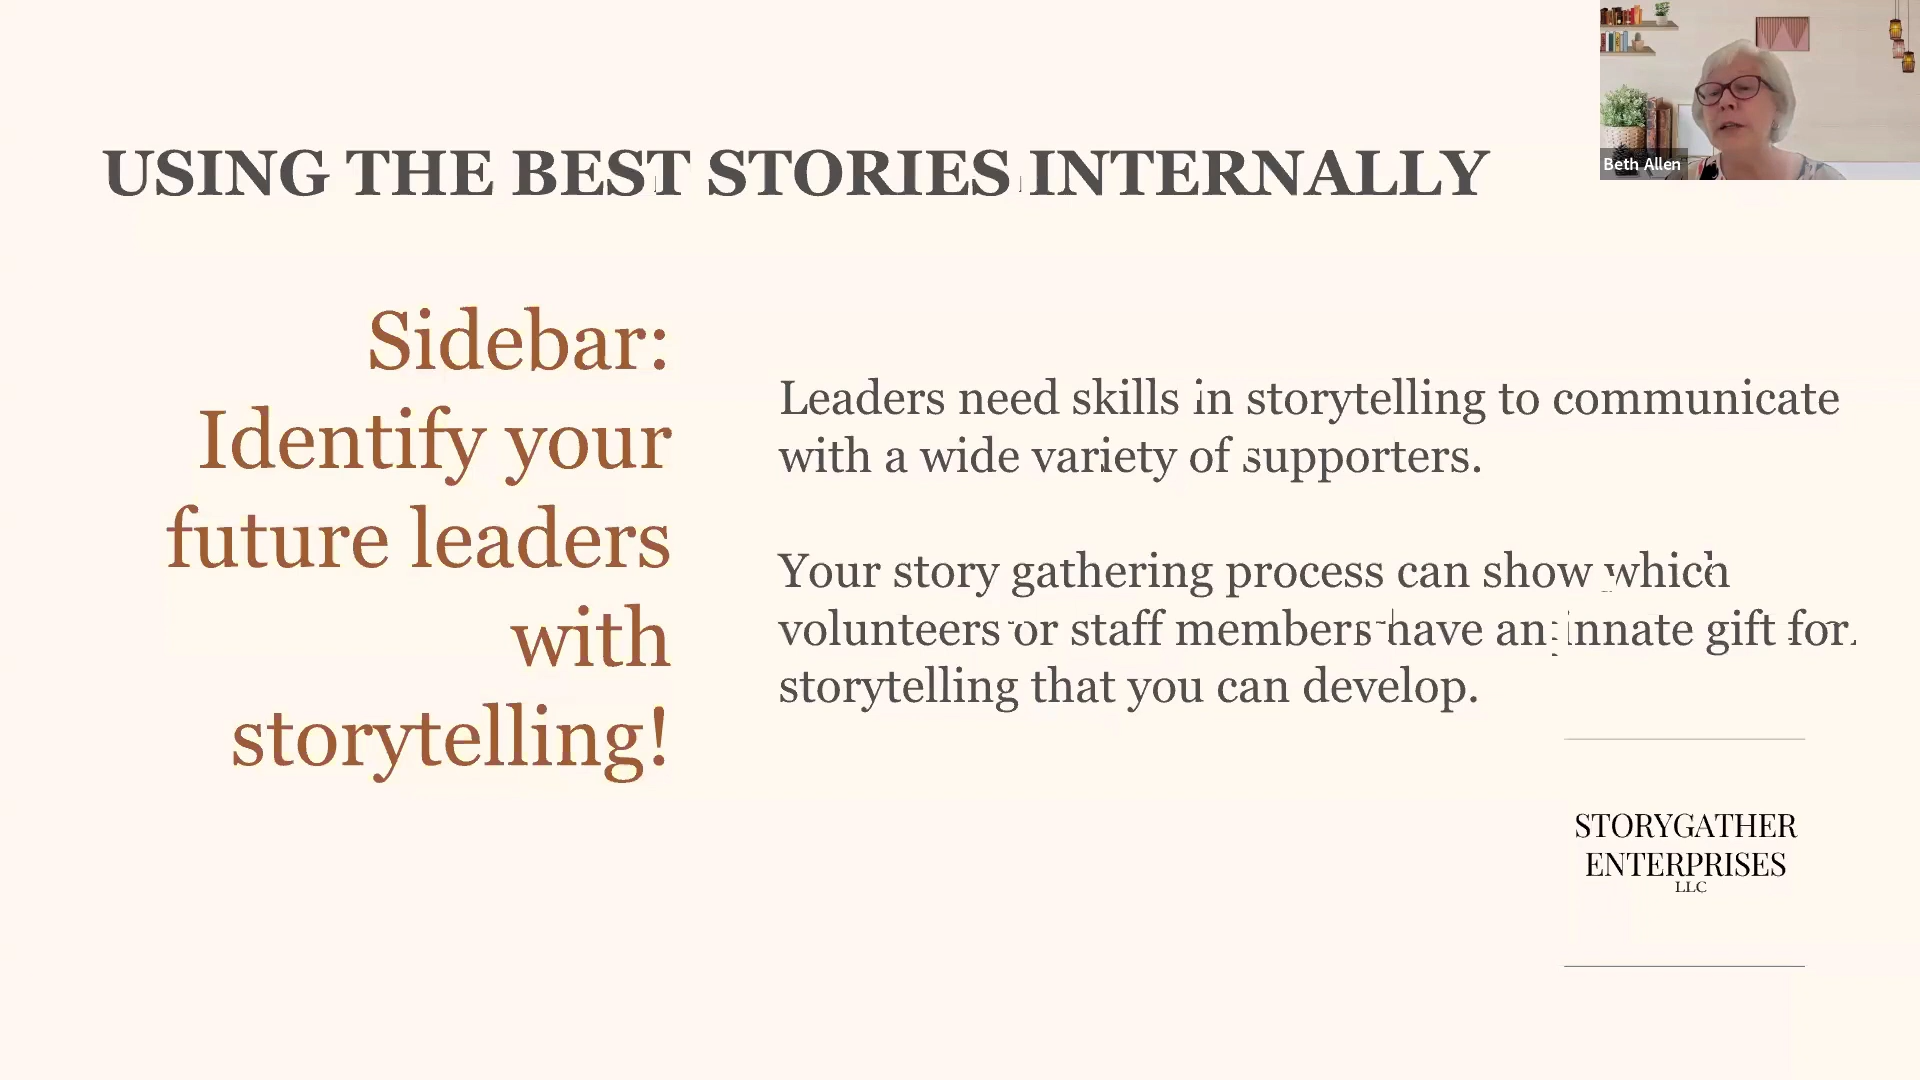 USING THE BEST STORIES INTERNALLY
Beth Allen
Sidebar:
Identify your
future leaders
with
storytelling!
Leaders need skills in storytelling to communicate
with a wide variety of supporters.
Your story gathering process can show which
volunteers or staff members have an innate gift for
storytelling that you can develop.
STORYGATHER
ENTERPRISES
LLC